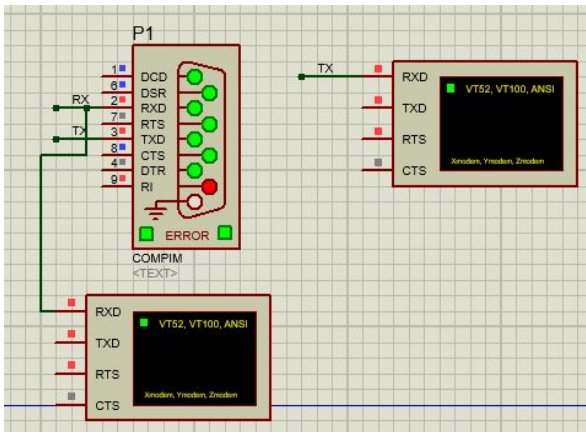 P1
1 DCD
6 DSR
RX 2 RXD
7 RTS
TX 3 TXD
8 CTS
4 DTR
9 RI
ERROR
COMPIM
<TEXT>
TX RXD
VT52, VT100, ANSI
TXD
RTS
Xmodem, Ymodem, Zmodem
CTS
RXD
VT52, VT100, ANSI
TXD
RTS
Xmodem, Ymodem, Zmodem
CTS